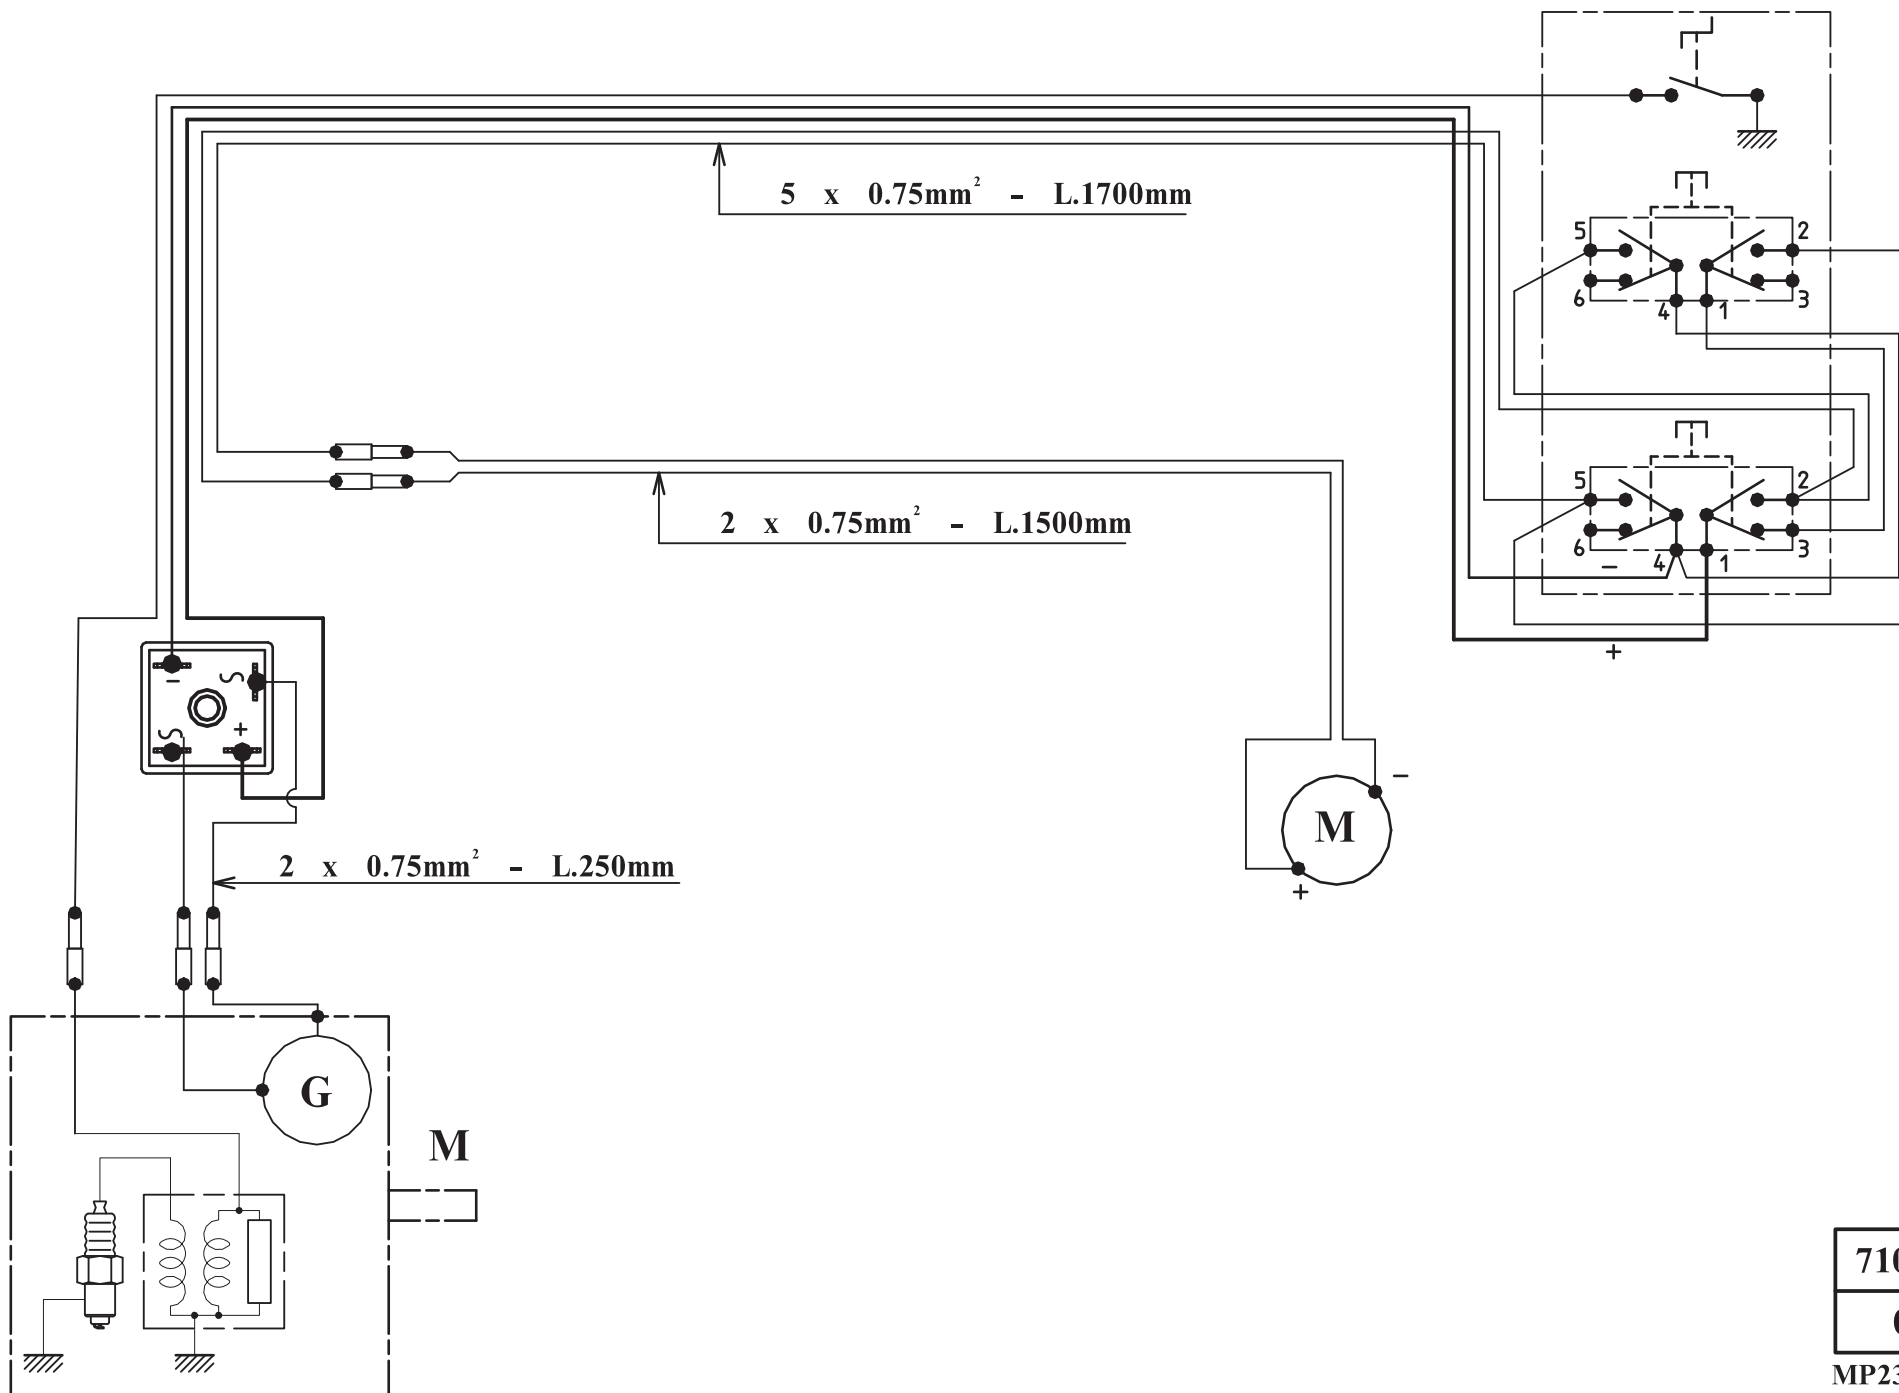 5 x 0.75mm² - L.1700mm
5 2
6 4 1 3
2 x 0.75mm² - L.1500mm
5 2
6 4 1 3
-
+
- ∿
∿ +
M
-
+
2 x 0.75mm² - L.250mm
G
M
710
MP23